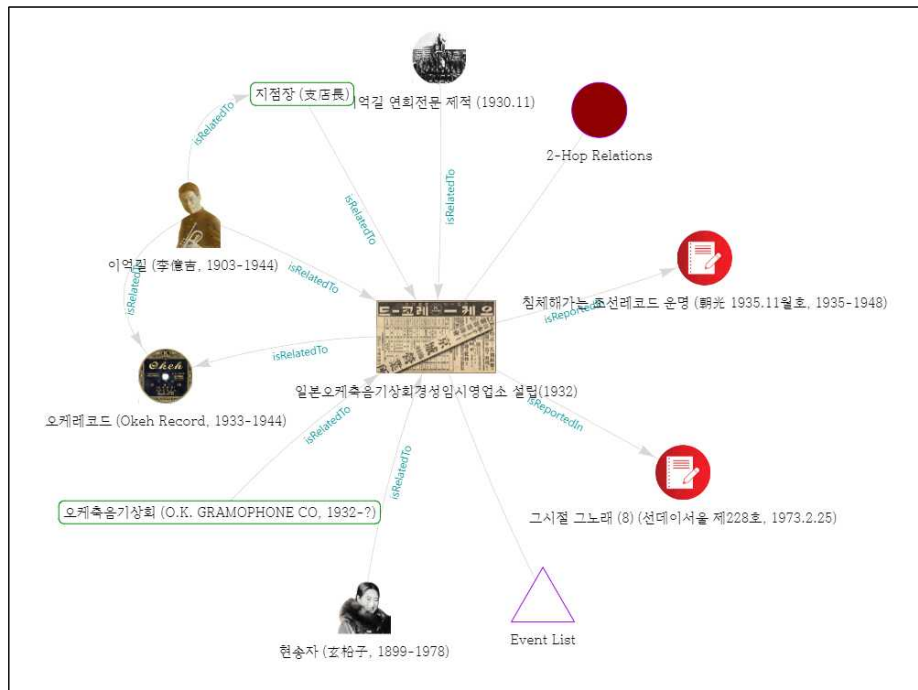 지점장 (支店長)
이억길 연희전문 제적 (1930.11)
isRelatedTo
2-Hop Relations
isRelatedTo
isRelatedTo
이억길 (李億吉, 1903-1944)
isRelatedTo
isRelatedTo
침체해가는 조선레코드 운명 (朝光 1935.11월호, 1935-1948)
isReportedIn
Okeh
isRelatedTo
일본오케축음기상회경성임시영업소 설립(1932)
오케레코드 (Okeh Record, 1933-1944)
isRelatedTo
isReportedIn
isRelatedTo
오케축음기상회 (O.K. GRAMOPHONE CO, 1932-?)
그시절 그노래 (8) (선데이서울 제228호, 1973.2.25)
현송자 (玄松子, 1899-1978)
Event List